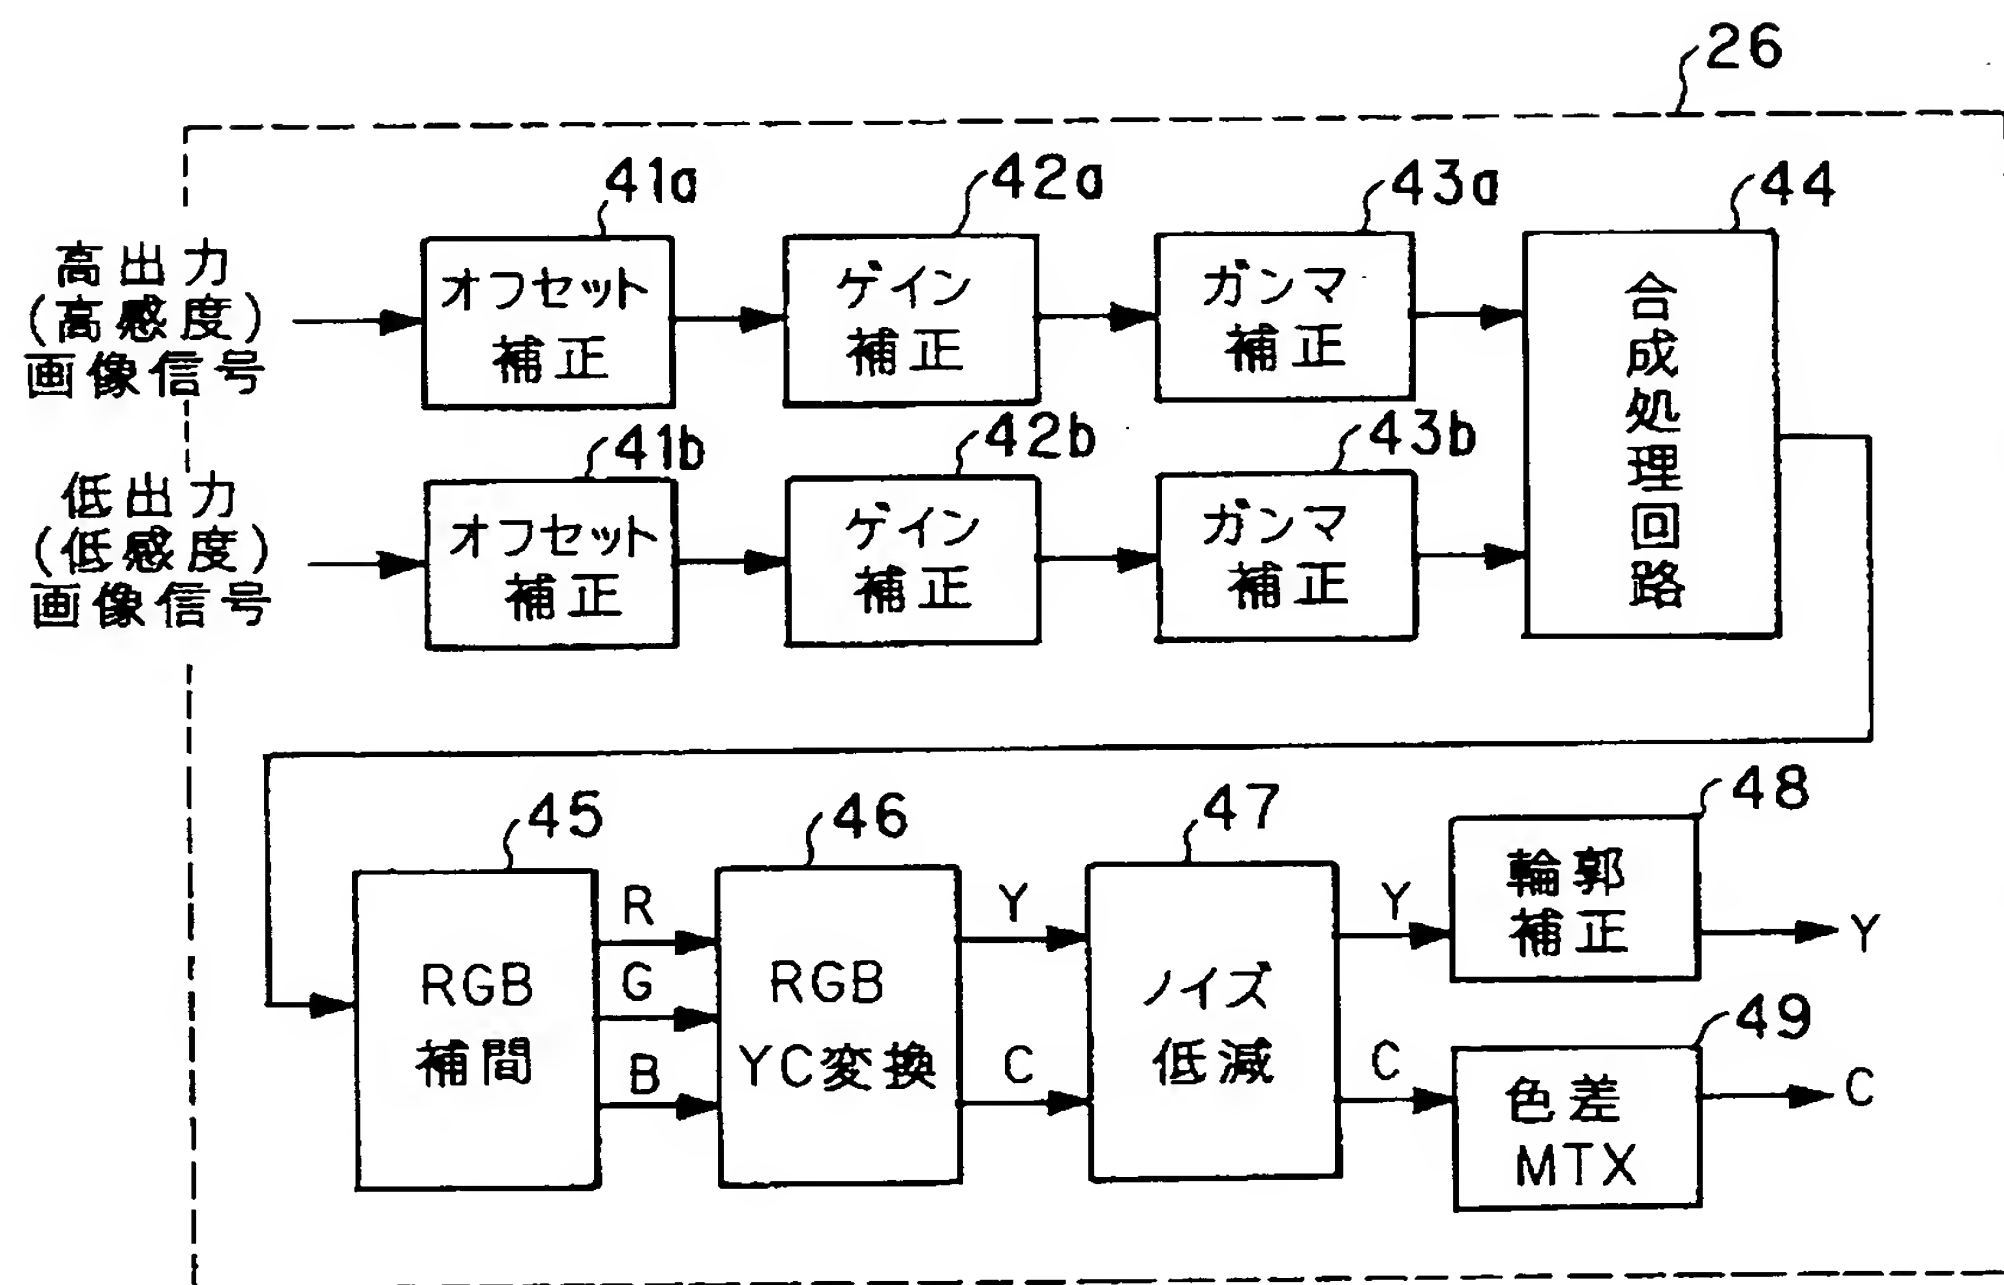 26
41a
42a
43a
44
高出力
(高感度)
画像信号
オフセット
補正
ゲイン
補正
ガンマ
補正
合成処理回路
41b
42b
43b
低出力
(低感度)
画像信号
オフセット
補正
ゲイン
補正
ガンマ
補正
45
46
47
48
RGB
補間
R
G
B
RGB
YC変換
Y
C
ノイズ
低減
Y
C
輪郭
補正
Y
49
色差
MTX
C